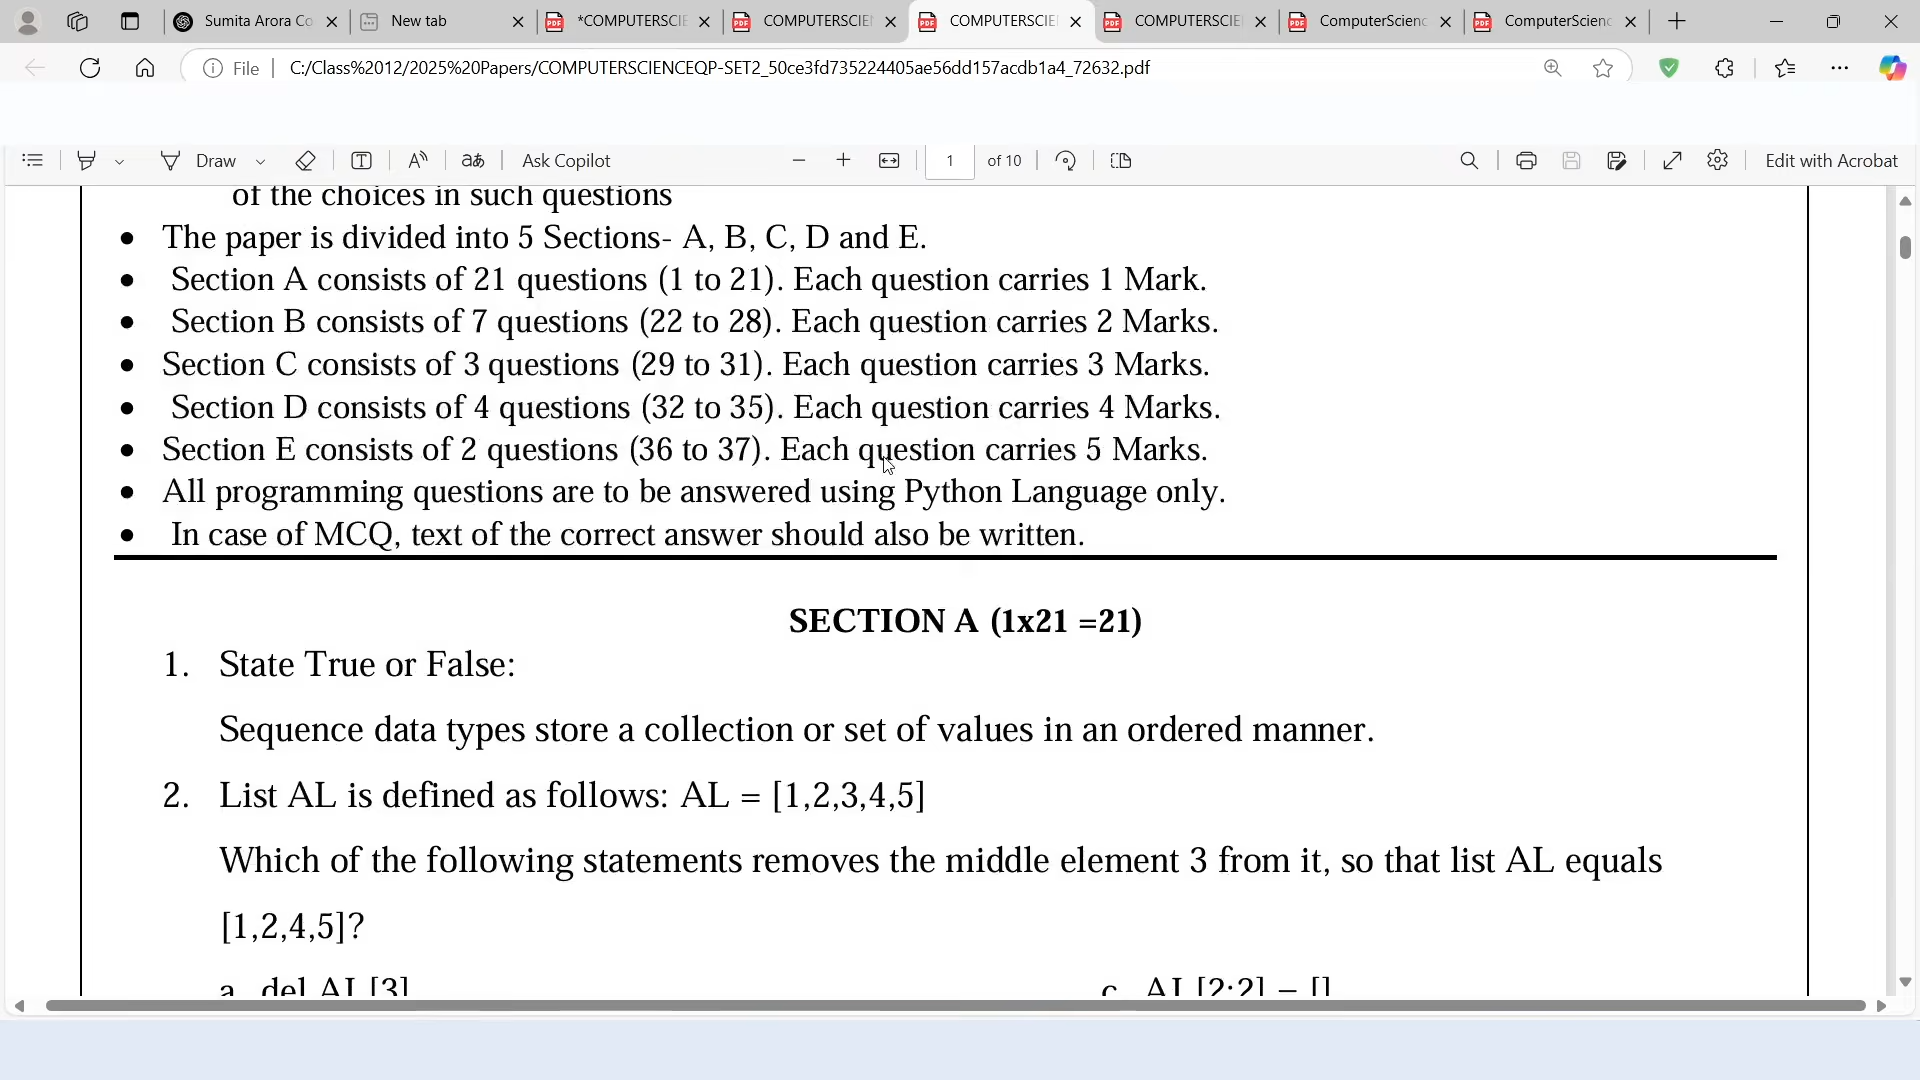 Sumita Arora Co
New tab
*COMPUTERSCIE
COMPUTERSCIEN
COMPUTERSCIE
COMPUTERSCIE
ComputerScienc
ComputerScienc
File
C:/Class%2012/2025%20Papers/COMPUTERSCIENCEQP-SET2_50ce3fd735224405ae56dd157acdb1a4_72632.pdf
Draw
Ask Copilot
1 of 10
Edit with Acrobat
of the choices in such questions
• The paper is divided into 5 Sections- A, B, C, D and E.
• Section A consists of 21 questions (1 to 21). Each question carries 1 Mark.
• Section B consists of 7 questions (22 to 28). Each question carries 2 Marks.
• Section C consists of 3 questions (29 to 31). Each question carries 3 Marks.
• Section D consists of 4 questions (32 to 35). Each question carries 4 Marks.
• Section E consists of 2 questions (36 to 37). Each question carries 5 Marks.
• All programming questions are to be answered using Python Language only.
• In case of MCQ, text of the correct answer should also be written.
SECTION A (1x21 =21)
1. State True or False:
Sequence data types store a collection or set of values in an ordered manner.
2. List AL is defined as follows: AL = [1,2,3,4,5]
Which of the following statements removes the middle element 3 from it, so that list AL equals
[1,2,4,5]?
a. del AL[3]
c. AL[2:2] = []